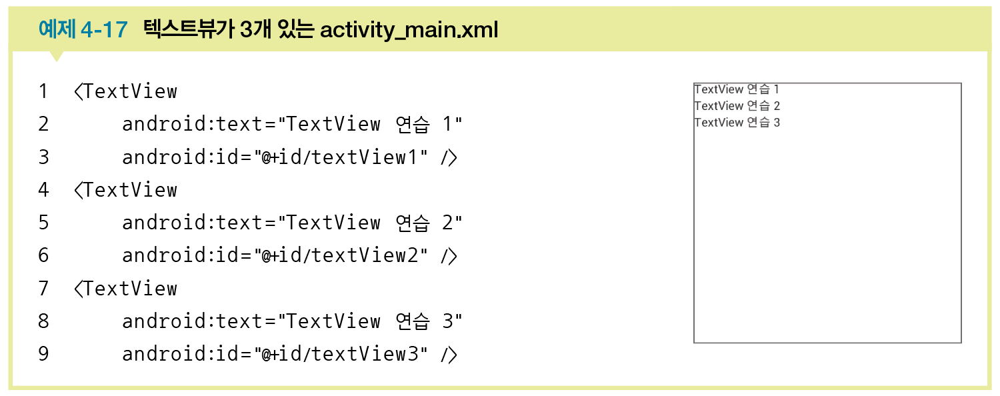 예제 4-17 텍스트뷰가 3개 있는 activity_main.xml
1 <TextView
2 android:text="TextView 연습 1"
3 android:id="@+id/textView1" />
4 <TextView
5 android:text="TextView 연습 2"
6 android:id="@+id/textView2" />
7 <TextView
8 android:text="TextView 연습 3"
9 android:id="@+id/textView3" />
TextView 연습 1
TextView 연습 2
TextView 연습 3